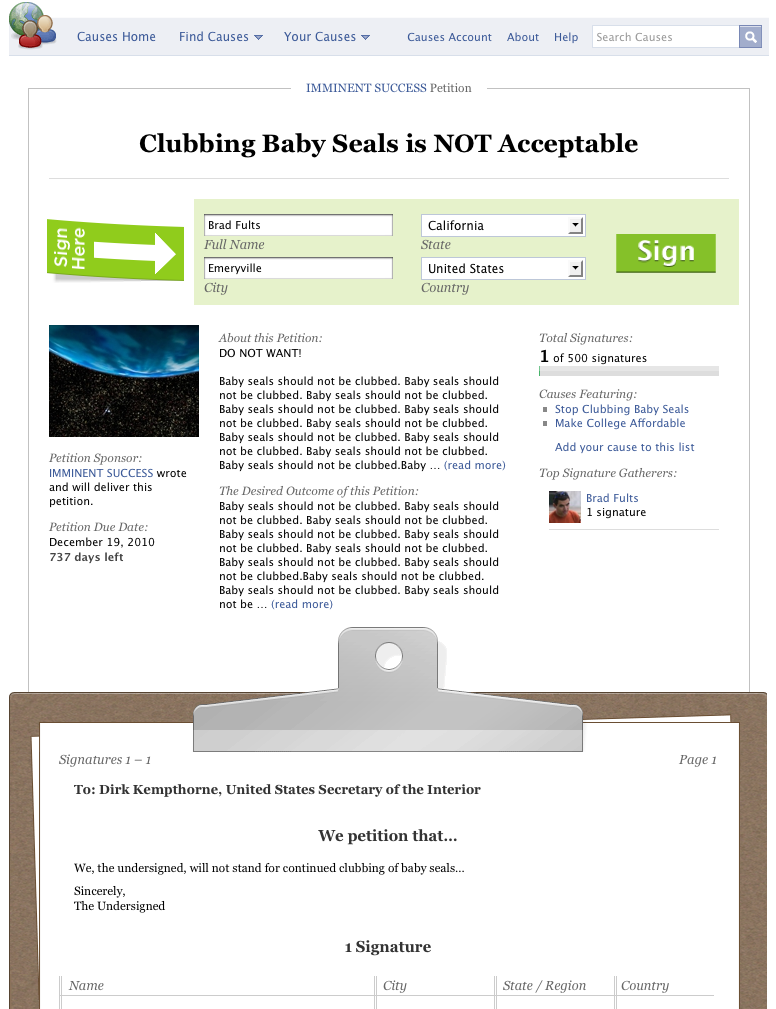 Causes Home Find Causes Your Causes Causes Account About Help Search Causes
IMMINENT SUCCESS Petition
Clubbing Baby Seals is NOT Acceptable
Sign
Here
Brad Fults
Full Name
California
State
Emeryville
City
United States
Country
Sign
Petition Sponsor:
IMMINENT SUCCESS wrote
and will deliver this
petition.
Petition Due Date:
December 19, 2010
737 days left
About this Petition:
DO NOT WANT!
Baby seals should not be clubbed. Baby seals should
not be clubbed. Baby seals should not be clubbed.
Baby seals should not be clubbed. Baby seals should
not be clubbed. Baby seals should not be clubbed.
Baby seals should not be clubbed. Baby seals should
not be clubbed. Baby seals should not be clubbed.
Baby seals should not be clubbed.Baby ... (read more)
The Desired Outcome of this Petition:
Baby seals should not be clubbed. Baby seals should
not be clubbed. Baby seals should not be clubbed.
Baby seals should not be clubbed. Baby seals should
not be clubbed. Baby seals should not be clubbed.
Baby seals should not be clubbed. Baby seals should
not be clubbed.Baby seals should not be clubbed.
Baby seals should not be clubbed. Baby seals should
not be ... (read more)
Total Signatures:
1 of 500 signatures
Causes Featuring:
Stop Clubbing Baby Seals
Make College Affordable
Add your cause to this list
Top Signature Gatherers:
Brad Fults
1 signature
Signatures 1 – 1
Page 1
To: Dirk Kempthorne, United States Secretary of the Interior
We petition that...
We, the undersigned, will not stand for continued clubbing of baby seals...
Sincerely,
The Undersigned
1 Signature
Name City State / Region Country